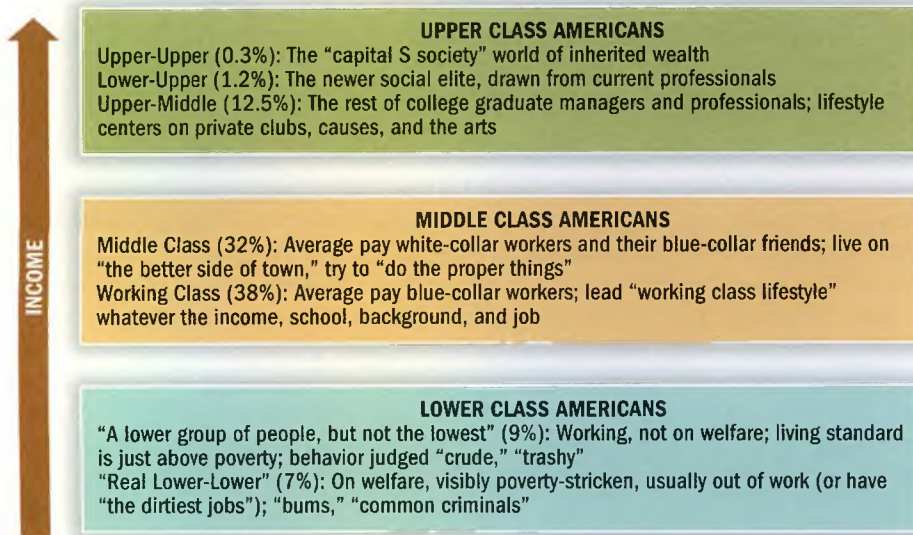 UPPER CLASS AMERICANS
Upper-Upper (0.3%): The “capital S society” world of inherited wealth
Lower-Upper (1.2%): The newer social elite, drawn from current professionals
Upper-Middle (12.5%): The rest of college graduate managers and professionals; lifestyle
centers on private clubs, causes, and the arts
INCOME
MIDDLE CLASS AMERICANS
Middle Class (32%): Average pay white-collar workers and their blue-collar friends; live on
“the better side of town,” try to “do the proper things”
Working Class (38%): Average pay blue-collar workers; lead “working class lifestyle”
whatever the income, school, background, and job
LOWER CLASS AMERICANS
“A lower group of people, but not the lowest” (9%): Working, not on welfare; living standard
is just above poverty; behavior judged “crude,” “trashy”
“Real Lower-Lower” (7%): On welfare, visibly poverty-stricken, usually out of work (or have
“the dirtiest jobs”); “bums,” “common criminals”